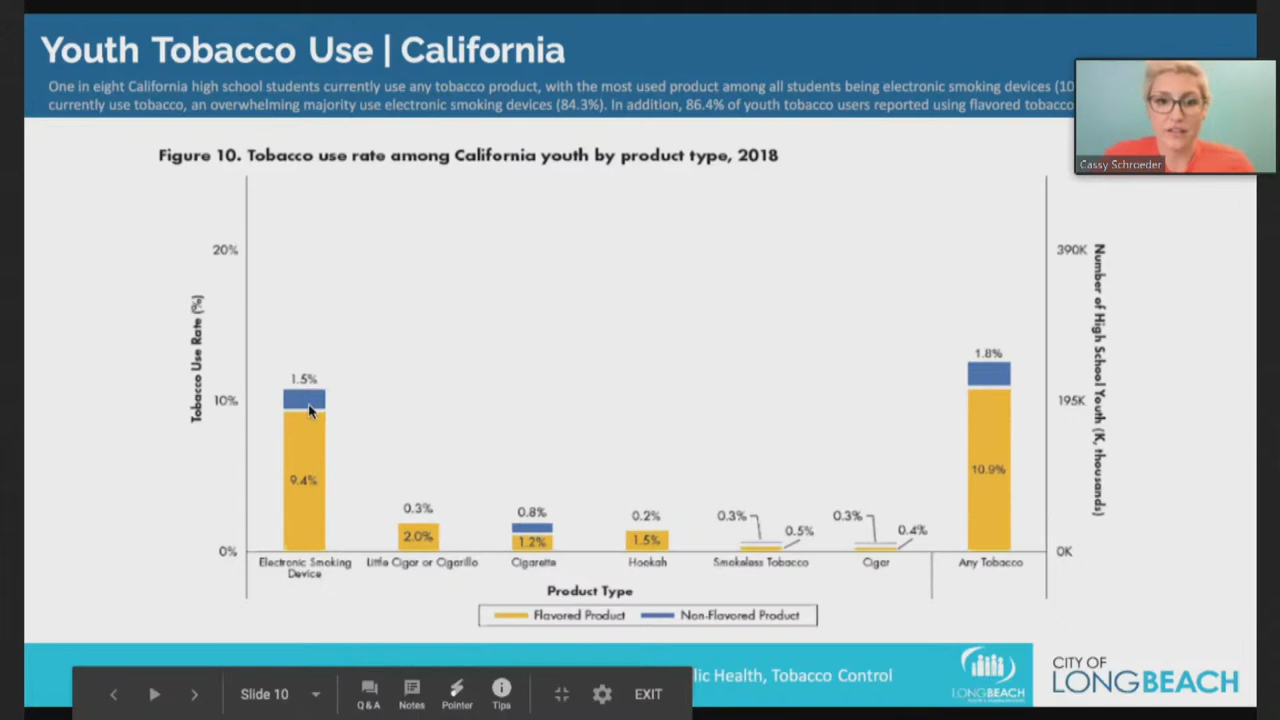 Youth Tobacco Use | California
One in eight California high school students currently use any tobacco product, with the most used product among all students being electronic smoking devices (10
currently use tobacco, an overwhelming majority use electronic smoking devices (84.3%). In addition, 86.4% of youth tobacco users reported using flavored tobacco
Cassy Schroeder
Figure 10. Tobacco use rate among California youth by product type, 2018
20%
10%
0%
Tobacco Use Rate (%)
390K
195K
0K
Number of High School Youth (K, thousands)
1.5%
9.4%
0.3%
2.0%
0.8%
1.2%
0.2%
1.5%
0.3%
0.5%
0.3%
0.4%
1.8%
10.9%
Electronic Smoking
Device
Little Cigar or Cigarillo
Cigarette
Hookah
Smokeless Tobacco
Cigar
Any Tobacco
Product Type
Flavored Product
Non-Flavored Product
lic Health, Tobacco Control
LONGBEACH
CITY OF
LONGBEACH
Slide 10
Q&A
Notes
Pointer
Tips
EXIT